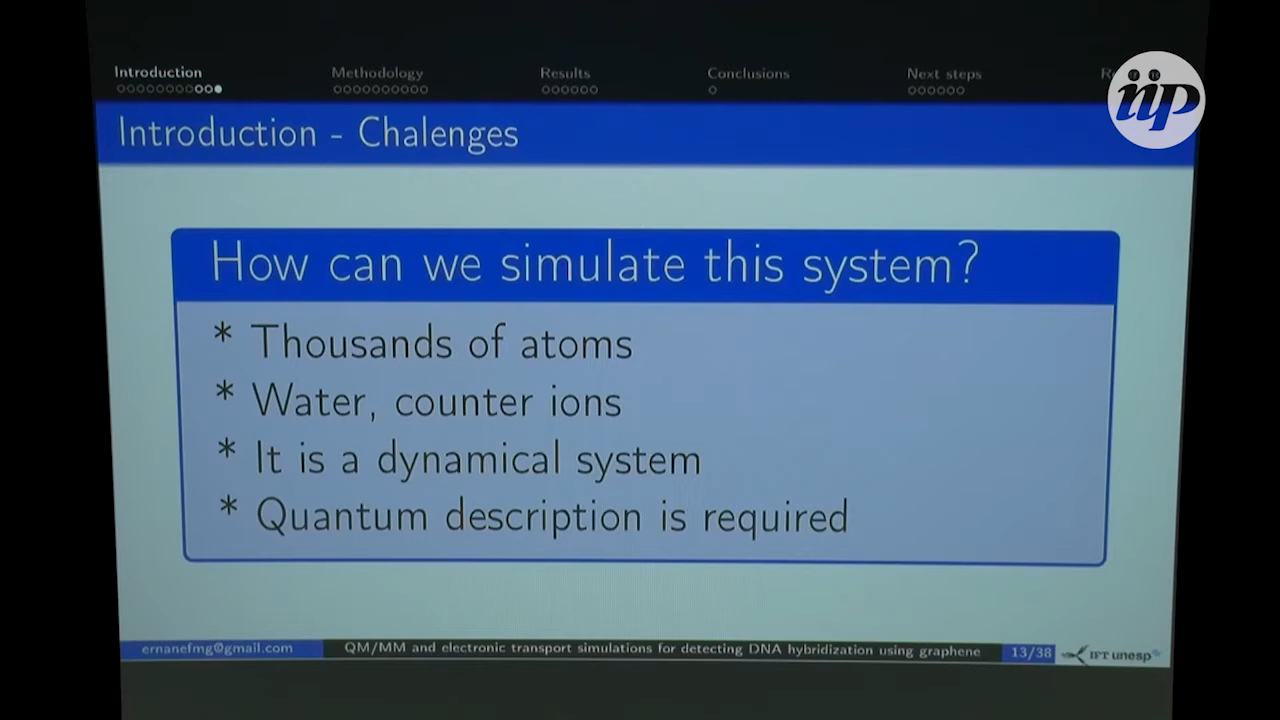 Introduction Methodology Results Conclusions Next steps
iip
Introduction - Chalenges
How can we simulate this system?
* Thousands of atoms
* Water, counter ions
* It is a dynamical system
* Quantum description is required
ernanefmg@gmail.com QM/MM and electronic transport simulations for detecting DNA hybridization using graphene 13/38 IFT unesp